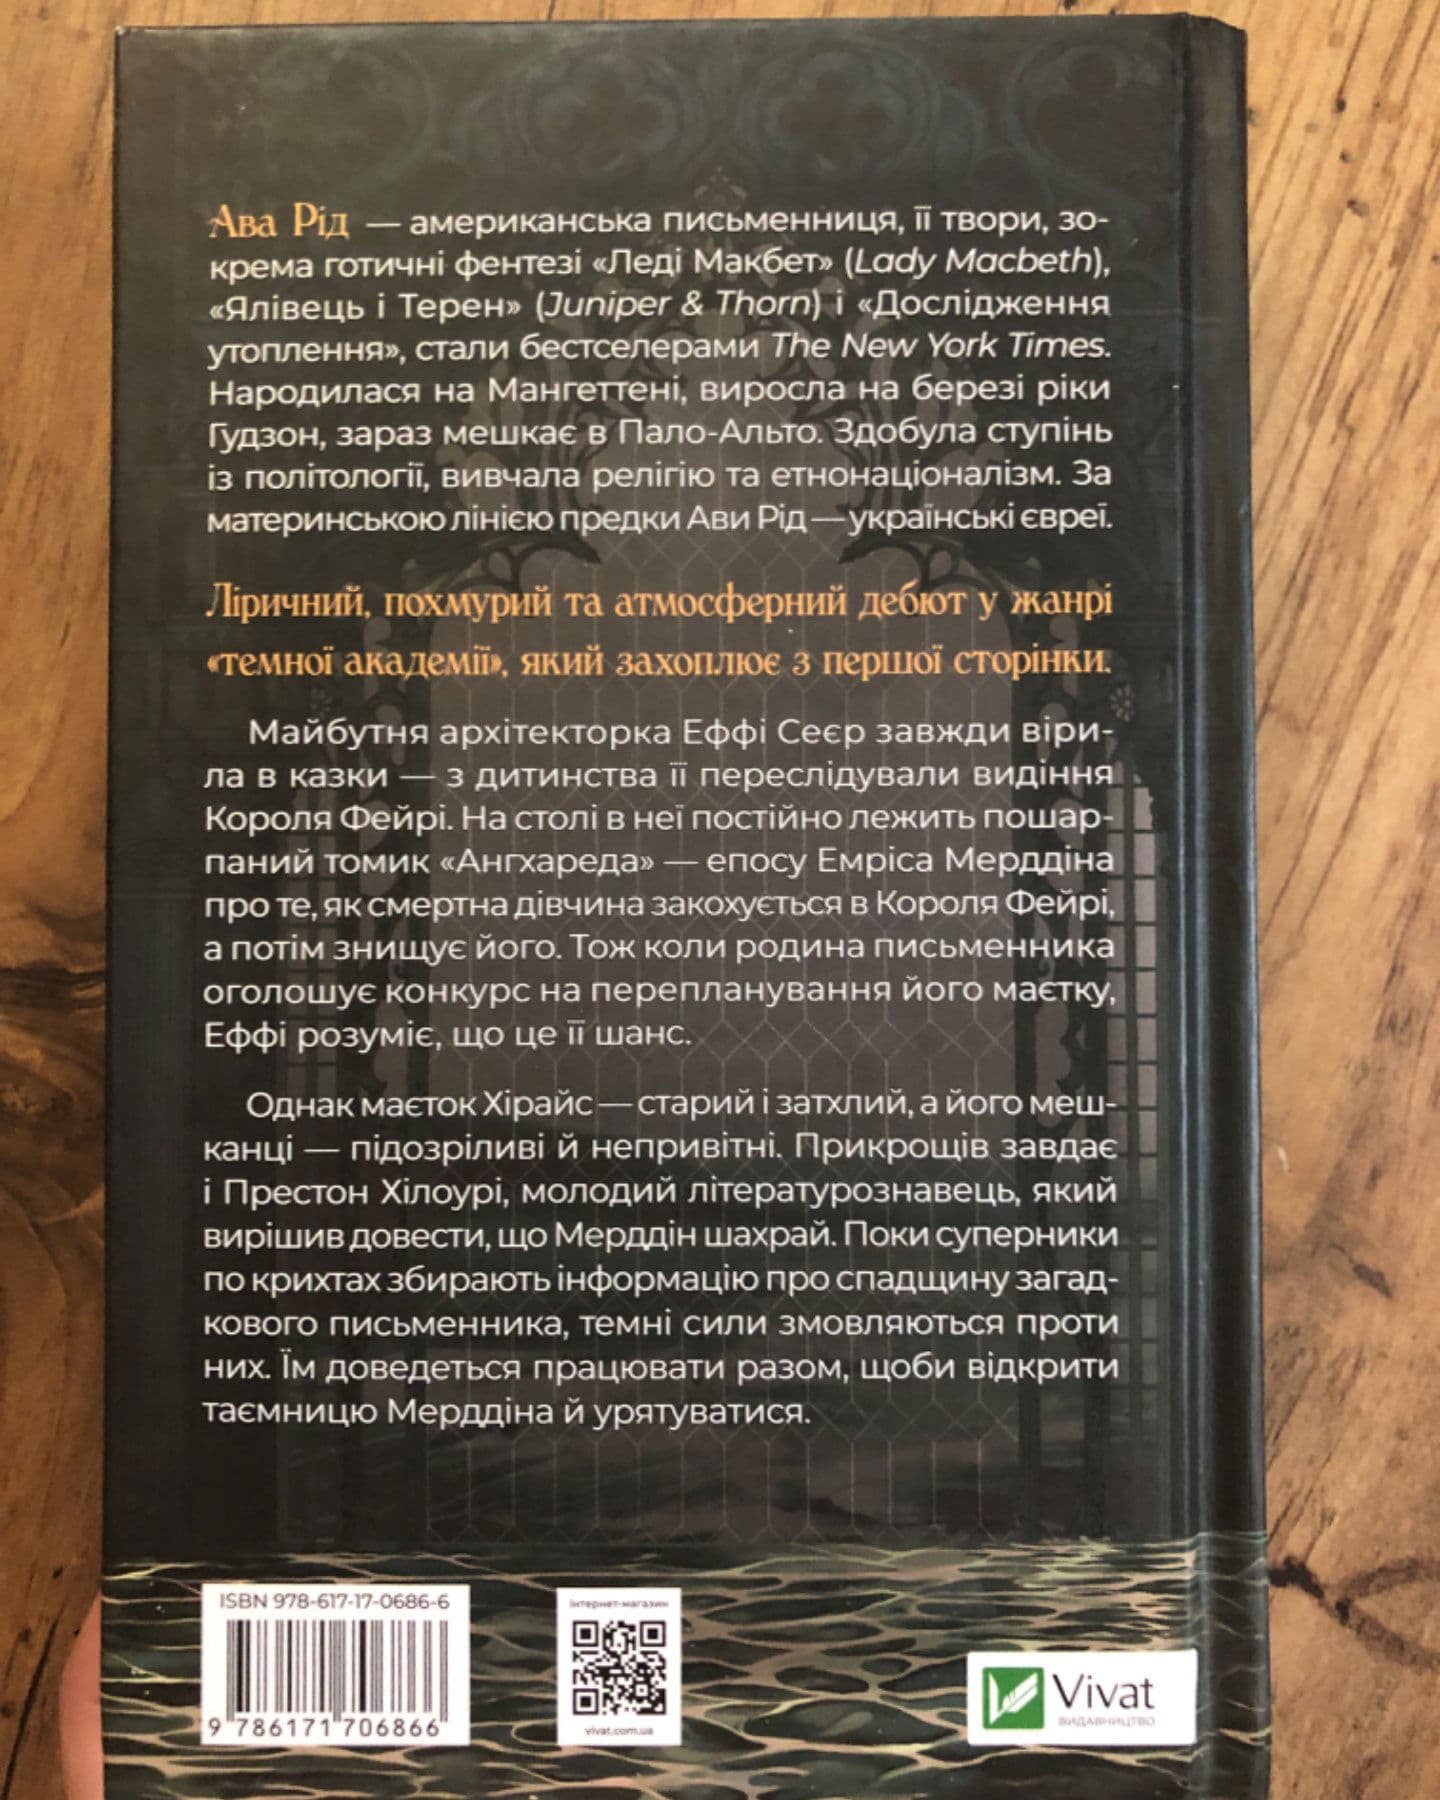 Ава Рід — американська письменниця, її твори, зо-
крема готичні фентезі «Леді Макбет» (Lady Macbeth),
«Ялівець і Терен» (Juniper & Thorn) і «Дослідження
утоплення», стали бестселерами The New York Times.
Народилася на Мангеттені, виросла на березі ріки
Гудзон, зараз мешкає в Пало-Альто. Здобула ступінь
із політології, вивчала релігію та етнонаціоналізм. За
материнською лінією предки Ави Рід — українські євреї.
Ліричний, похмурий та атмосферний дебют у жанрі
«темної академії», який захоплює з першої сторінки.
Майбутня архітекторка Еффі Сеєр завжди віри-
ла в казки — з дитинства її переслідували видіння
Короля Фейрі. На столі в неї постійно лежить пошар-
паний томик «Ангхареда» — епосу Емріса Мерддіна
про те, як смертна дівчина закохується в Короля Фейрі,
а потім знищує його. Тож коли родина письменника
оголошує конкурс на перепланування його маєтку,
Еффі розуміє, що це її шанс.
Однак маєток Хірайс — старий і затхлий, а його меш-
канці — підозріливі й непривітні. Прикрощів завдає
і Престон Хілоурі, молодий літературознавець, який
вирішив довести, що Мерддін шахрай. Поки суперники
по крихтах збирають інформацію про спадщину загад-
кового письменника, темні сили змовляються проти
них. Їм доведеться працювати разом, щоби відкрити
таємницю Мерддіна й урятуватися.
ISBN 978-617-17-0686-6
9 786171 706866
інтернет-магазин
vivat.com.ua
Vivat
ВИДАВНИЦТВО